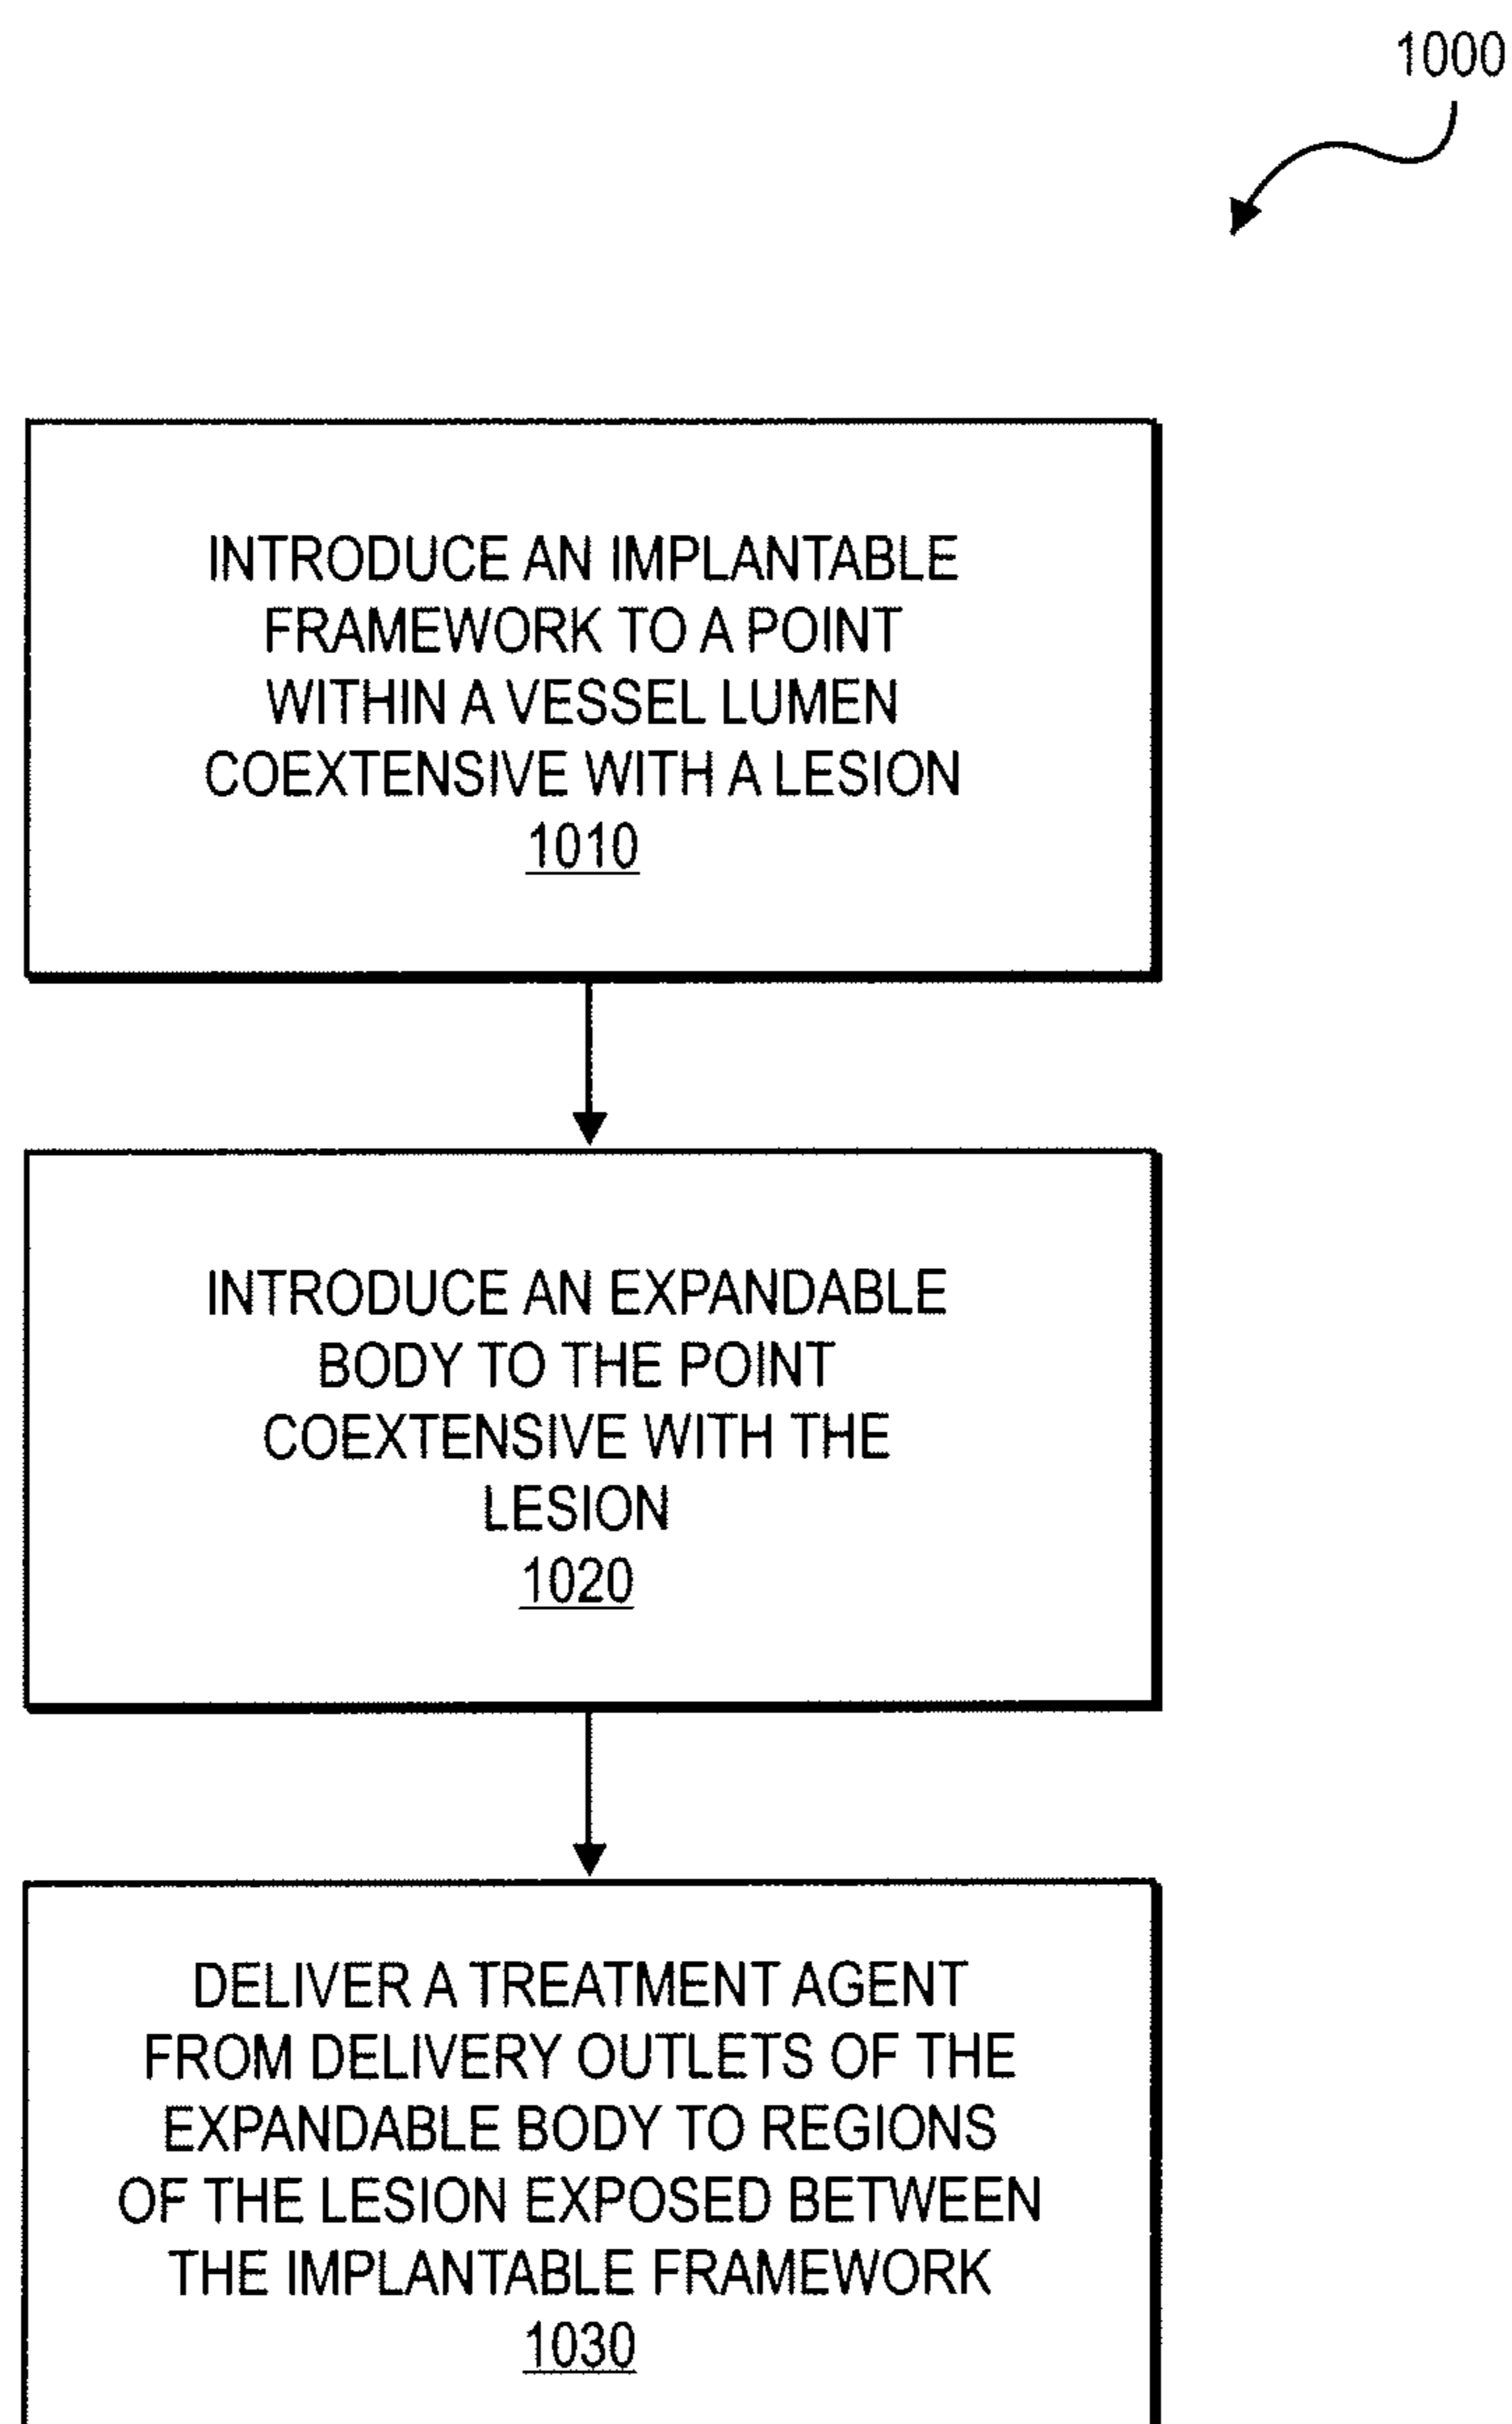 1000
INTRODUCE AN IMPLANTABLE
FRAMEWORK TO A POINT
WITHIN A VESSEL LUMEN
COEXTENSIVE WITH A LESION
1010
INTRODUCE AN EXPANDABLE
BODY TO THE POINT
COEXTENSIVE WITH THE
LESION
1020
DELIVER A TREATMENT AGENT
FROM DELIVERY OUTLETS OF THE
EXPANDABLE BODY TO REGIONS
OF THE LESION EXPOSED BETWEEN
THE IMPLANTABLE FRAMEWORK
1030